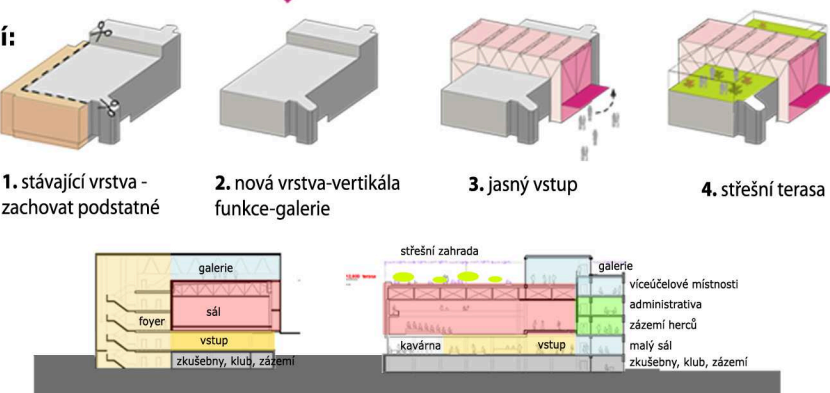 í:
1. stávající vrstva -
zachovat podstatné
2. nová vrstva-vertikála
funkce-galerie
3. jasný vstup
4. střešní terasa
galerie
sál
foyer
vstup
zkušebny, klub, zázemí
střešní zahrada
galerie
víceúčelové místnosti
administrativa
zázemí herců
kavárna
vstup
malý sál
zkušebny, klub, zázemí